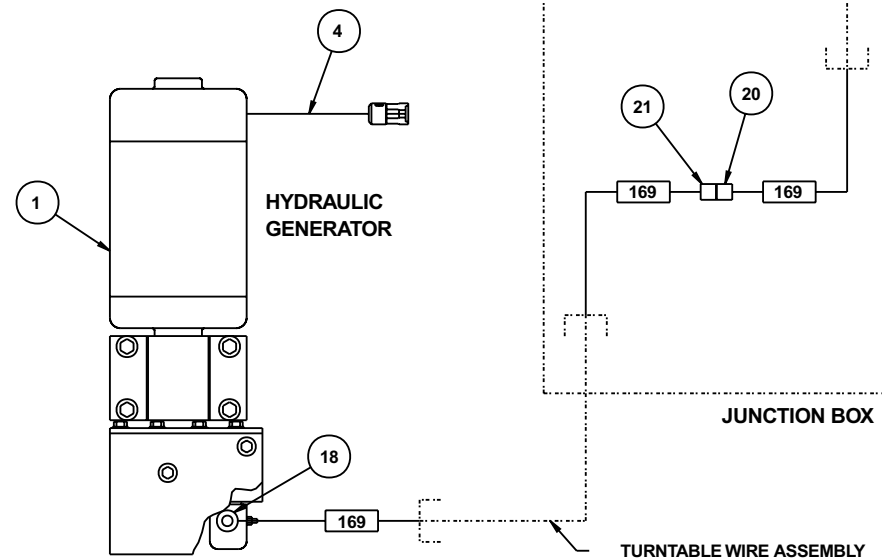 4
21
20
169
169
1
HYDRAULIC
GENERATOR
JUNCTION BOX
18
169
TURNTABLE WIRE ASSEMBLY